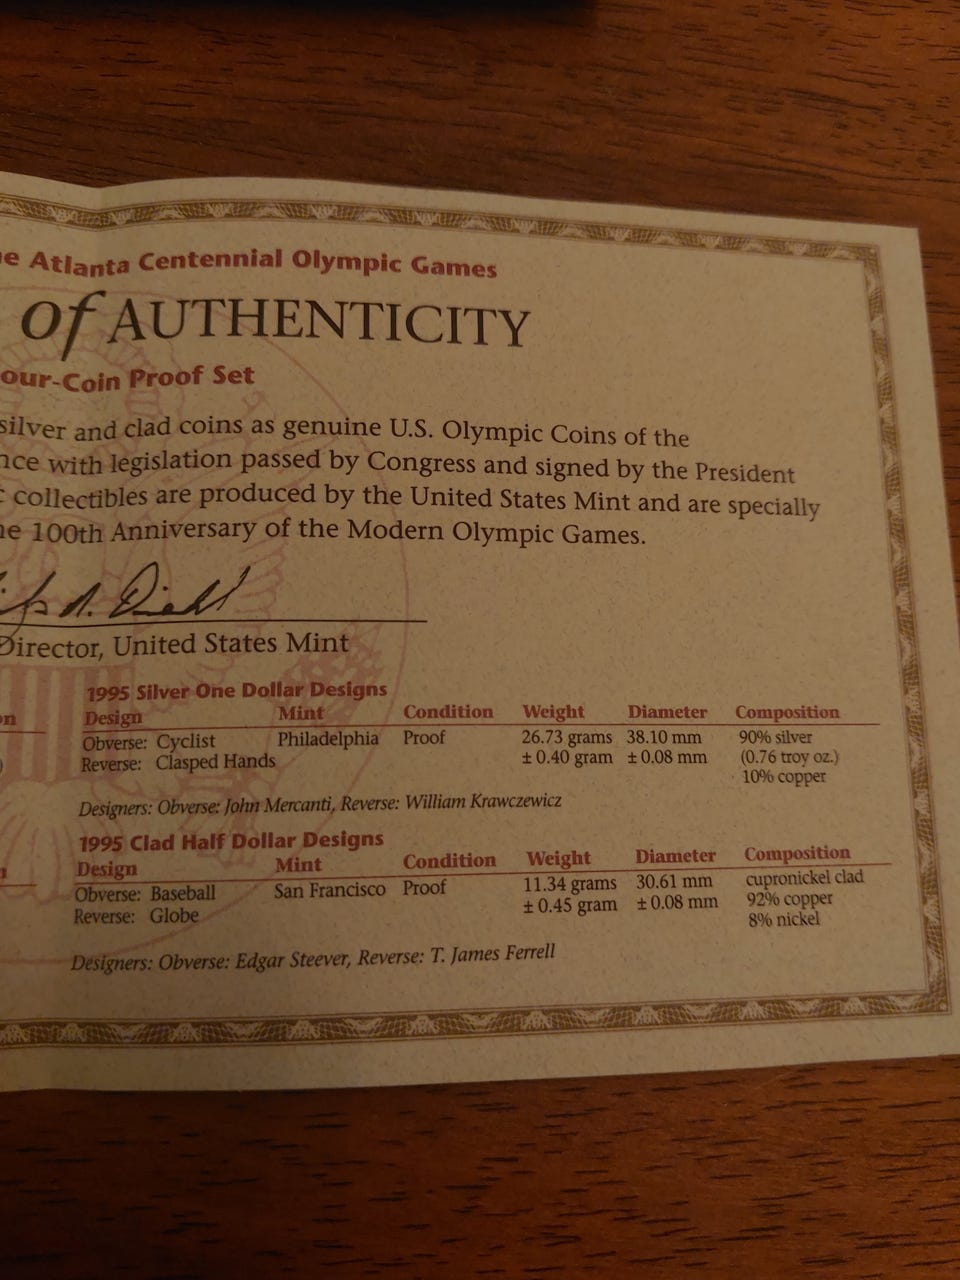 e Atlanta Centennial Olympic Games
of AUTHENTICITY
our-Coin Proof Set
silver and clad coins as genuine U.S. Olympic Coins of the
nce with legislation passed by Congress and signed by the President
collectibles are produced by the United States Mint and are specially
e 100th Anniversary of the Modern Olympic Games.
Director, United States Mint
1995 Silver One Dollar Designs
Design Mint Condition Weight Diameter Composition
Obverse: Cyclist Philadelphia Proof 26.73 grams 38.10 mm 90% silver
Reverse: Clasped Hands ± 0.40 gram ± 0.08 mm (0.76 troy oz.)
10% copper
Designers: Obverse: John Mercanti, Reverse: William Krawczewicz
1995 Clad Half Dollar Designs
Design Mint Condition Weight Diameter Composition
Obverse: Baseball San Francisco Proof 11.34 grams 30.61 mm cupronickel clad
Reverse: Globe ± 0.45 gram ± 0.08 mm 92% copper
8% nickel
Designers: Obverse: Edgar Steever, Reverse: T. James Ferrell